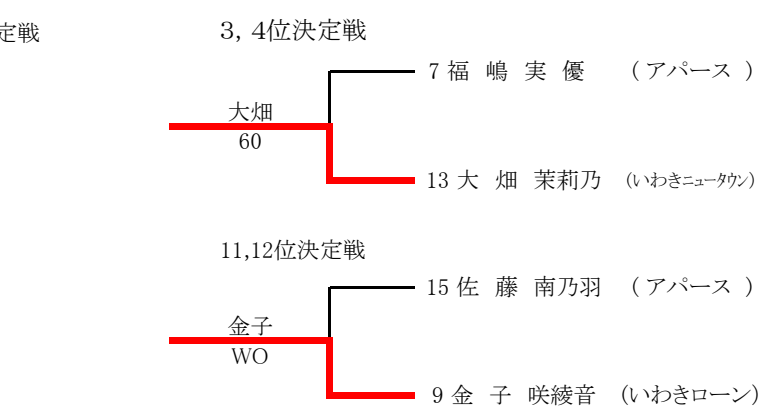 定戦
3, 4位決定戦
7 福 嶋 実 優 ( アパース )
大畑
60
13 大 畑 茉莉乃 (いわきニュータウン)
11,12位決定戦
15 佐 藤 南乃羽 ( アパース )
金子
WO
9 金 子 咲綾音 (いわきローン)